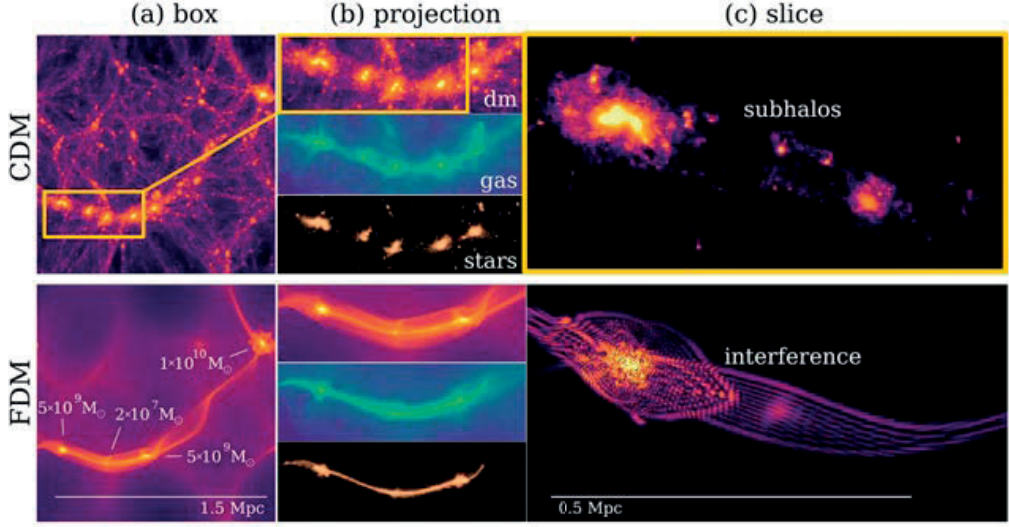 (a) box
(b) projection
(c) slice
CDM
dm
gas
stars
subhalos
FDM
1×10¹⁰M☉
5×10⁹M☉
2×10⁷M☉
5×10⁹M☉
1.5 Mpc
interference
0.5 Mpc